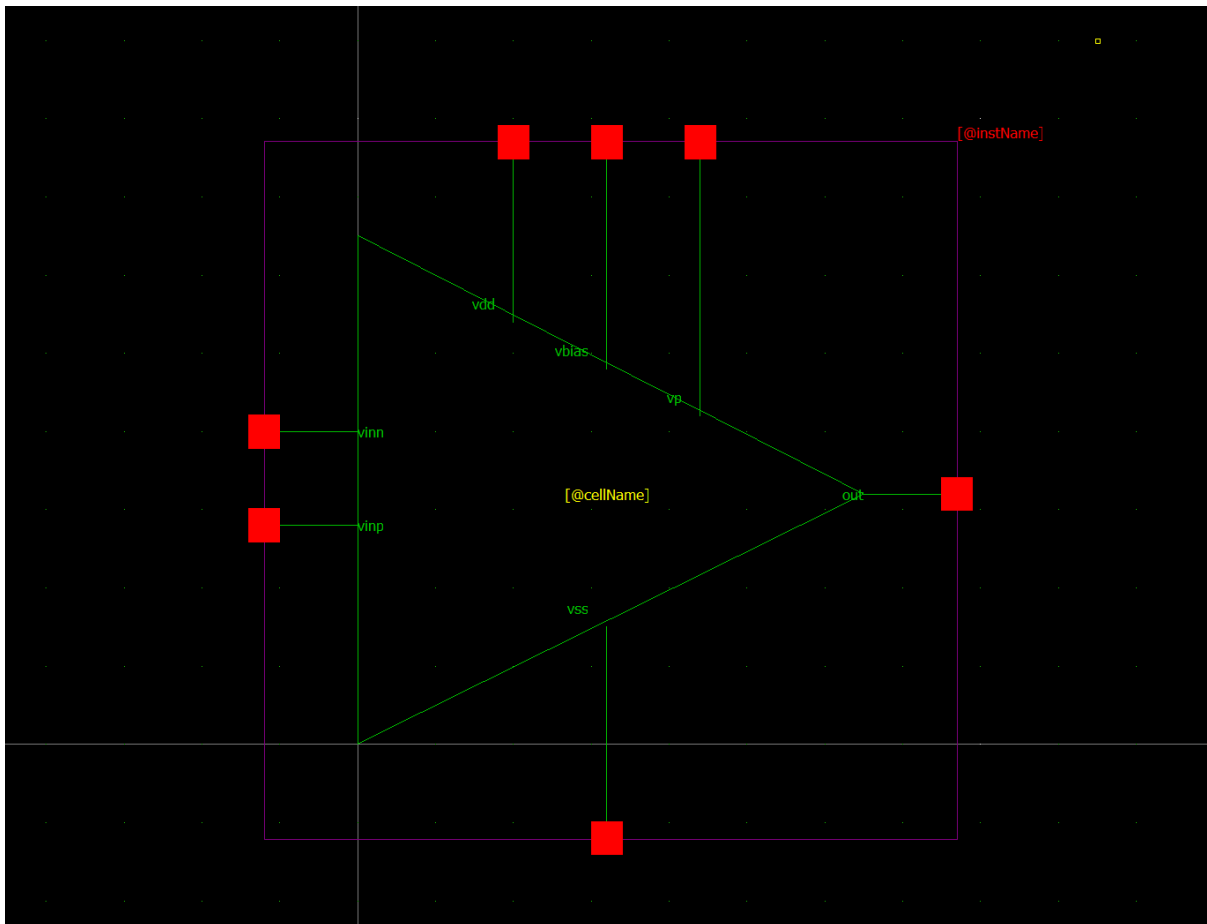 [@instName]
vdd
vbias
vp
vinn
[@cellName]
out
vinp
vss